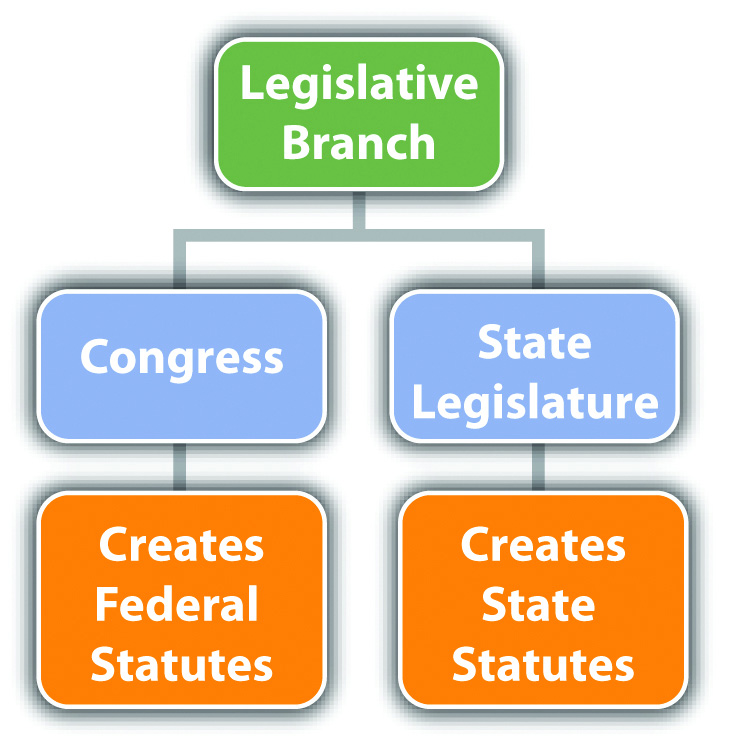 Legislative
Branch
Congress
State
Legislature
Creates
Federal
Statutes
Creates
State
Statutes